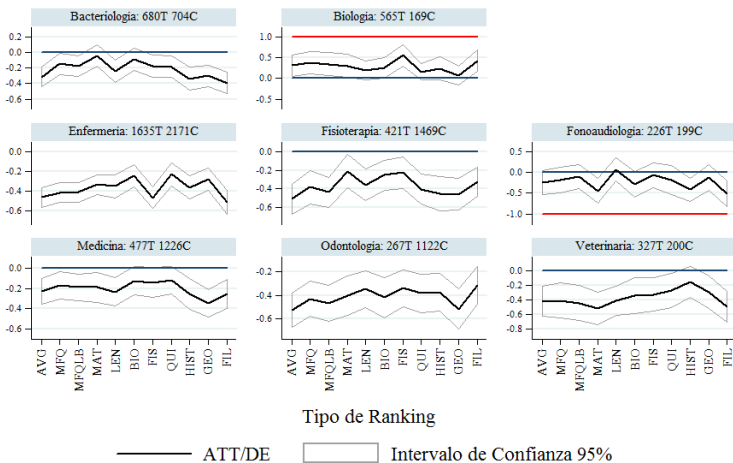 Bacteriologia: 680T 704C
Biologia: 565T 169C
0.2
0.0
-0.2
-0.4
-0.6
1.0
0.5
0.0
-0.5
Enfermeria: 1635T 2171C
Fisioterapia: 421T 1469C
Fonoaudiologia: 226T 199C
0.0
-0.2
-0.4
-0.6
0.0
-0.2
-0.4
-0.6
0.5
0.0
-0.5
-1.0
Medicina: 477T 1226C
Odontologia: 267T 1122C
Veterinaria: 327T 200C
0.0
-0.2
-0.4
-0.6
-0.2
-0.4
-0.6
0.0
-0.2
-0.4
-0.6
-0.8
AVG MFQ MFQLB MAT LEN BIO FIS QUI HIST GEO FIL
AVG MFQ MFQLB MAT LEN BIO FIS QUI HIST GEO FIL
AVG MFQ MFQLB MAT LEN BIO FIS QUI HIST GEO FIL
Tipo de Ranking
ATT/DE
Intervalo de Confianza 95%